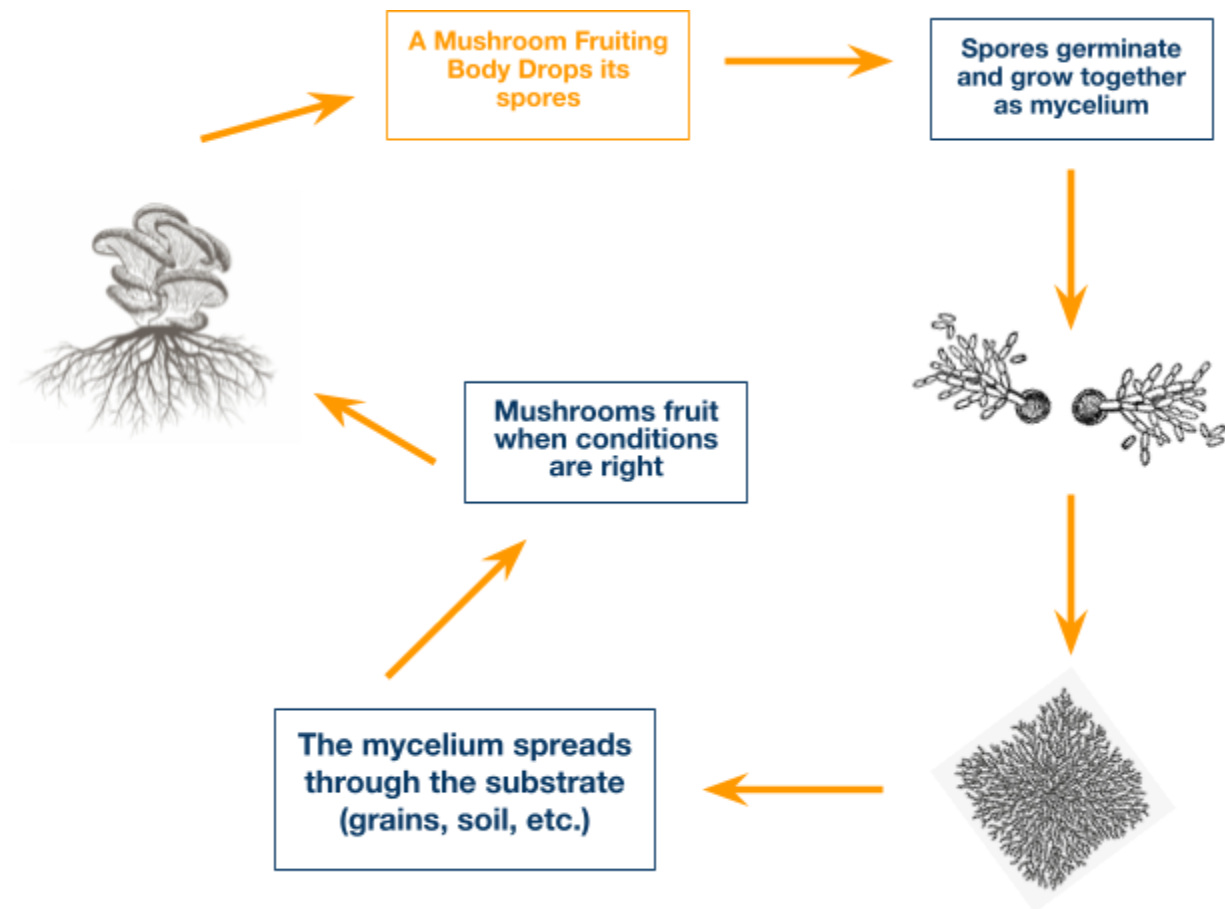 A Mushroom Fruiting
Body Drops its
spores
Spores germinate
and grow together
as mycelium
Mushrooms fruit
when conditions
are right
The mycelium spreads
through the substrate
(grains, soil, etc.)